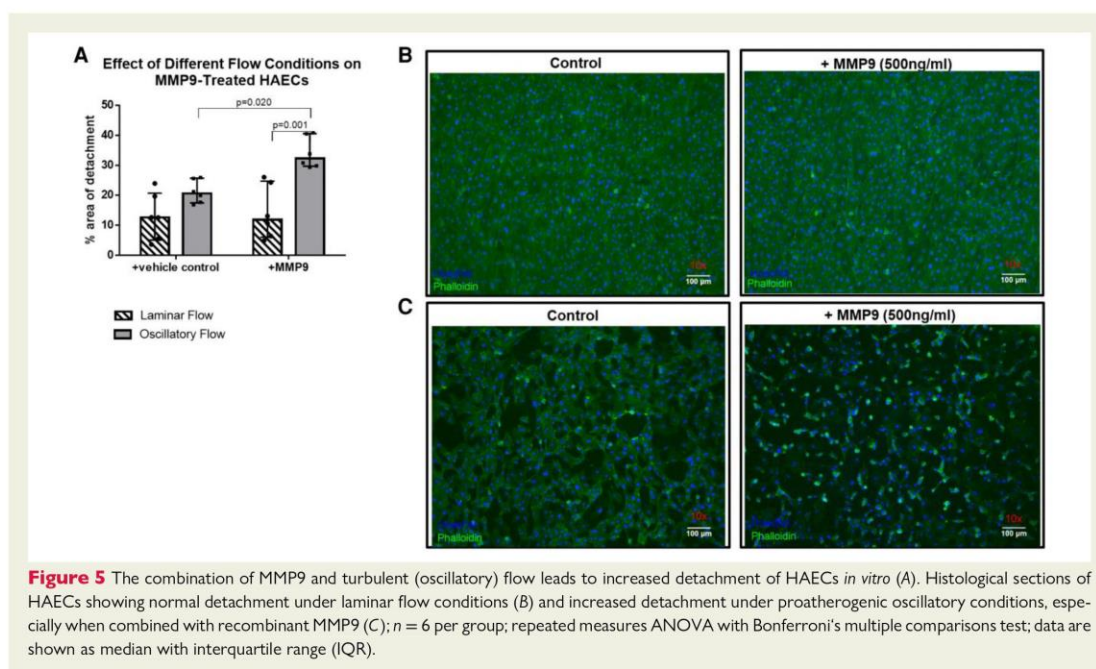 A
Effect of Different Flow Conditions on
MMP9-Treated HAECs
p=0.020
p=0.001
% area of detachment
50
40
30
20
10
0
+vehicle control
+MMP9
Laminar Flow
Oscillatory Flow
B
Control
10x
100 µm
Phalloidin
+ MMP9 (500ng/ml)
10x
100 µm
Phalloidin
C
Control
10x
100 µm
Phalloidin
+ MMP9 (500ng/ml)
10x
100 µm
Phalloidin
Figure 5 The combination of MMP9 and turbulent (oscillatory) flow leads to increased detachment of HAECs in vitro (A). Histological sections of
HAECs showing normal detachment under laminar flow conditions (B) and increased detachment under proatherogenic oscillatory conditions, espe-
cially when combined with recombinant MMP9 (C); n = 6 per group; repeated measures ANOVA with Bonferroni‘s multiple comparisons test; data are
shown as median with interquartile range (IQR).